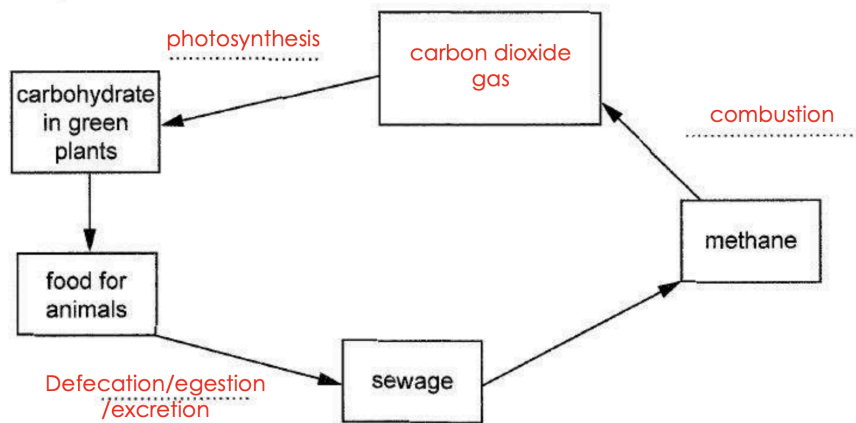 photosynthesis
carbon dioxide
gas
carbohydrate
in green
plants
combustion
methane
food for
animals
Defecation/egestion
/excretion
sewage